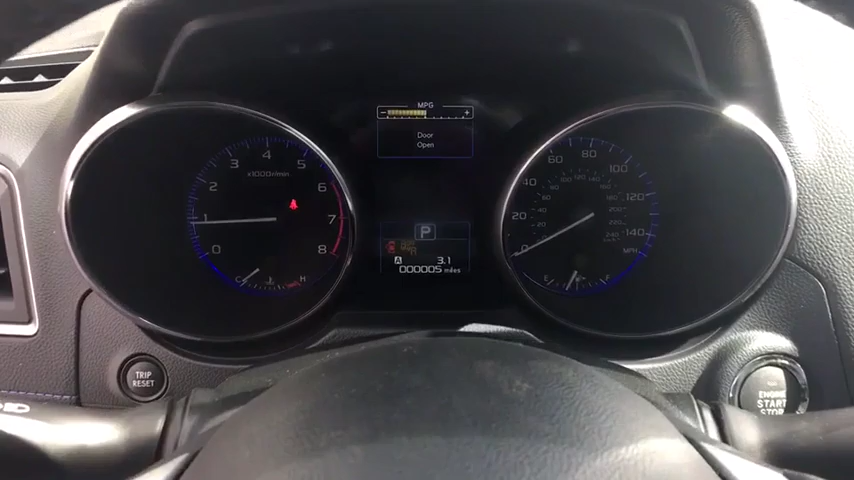 MPG
- +
Door
Open
4
3 5
x1000r/min
2 6
1 7
0 8
C H
P
A 3.1
000005 miles
80
60 100
40 120
20 140
0 MPH
E F
TRIP
RESET
ENGINE
START
STOP